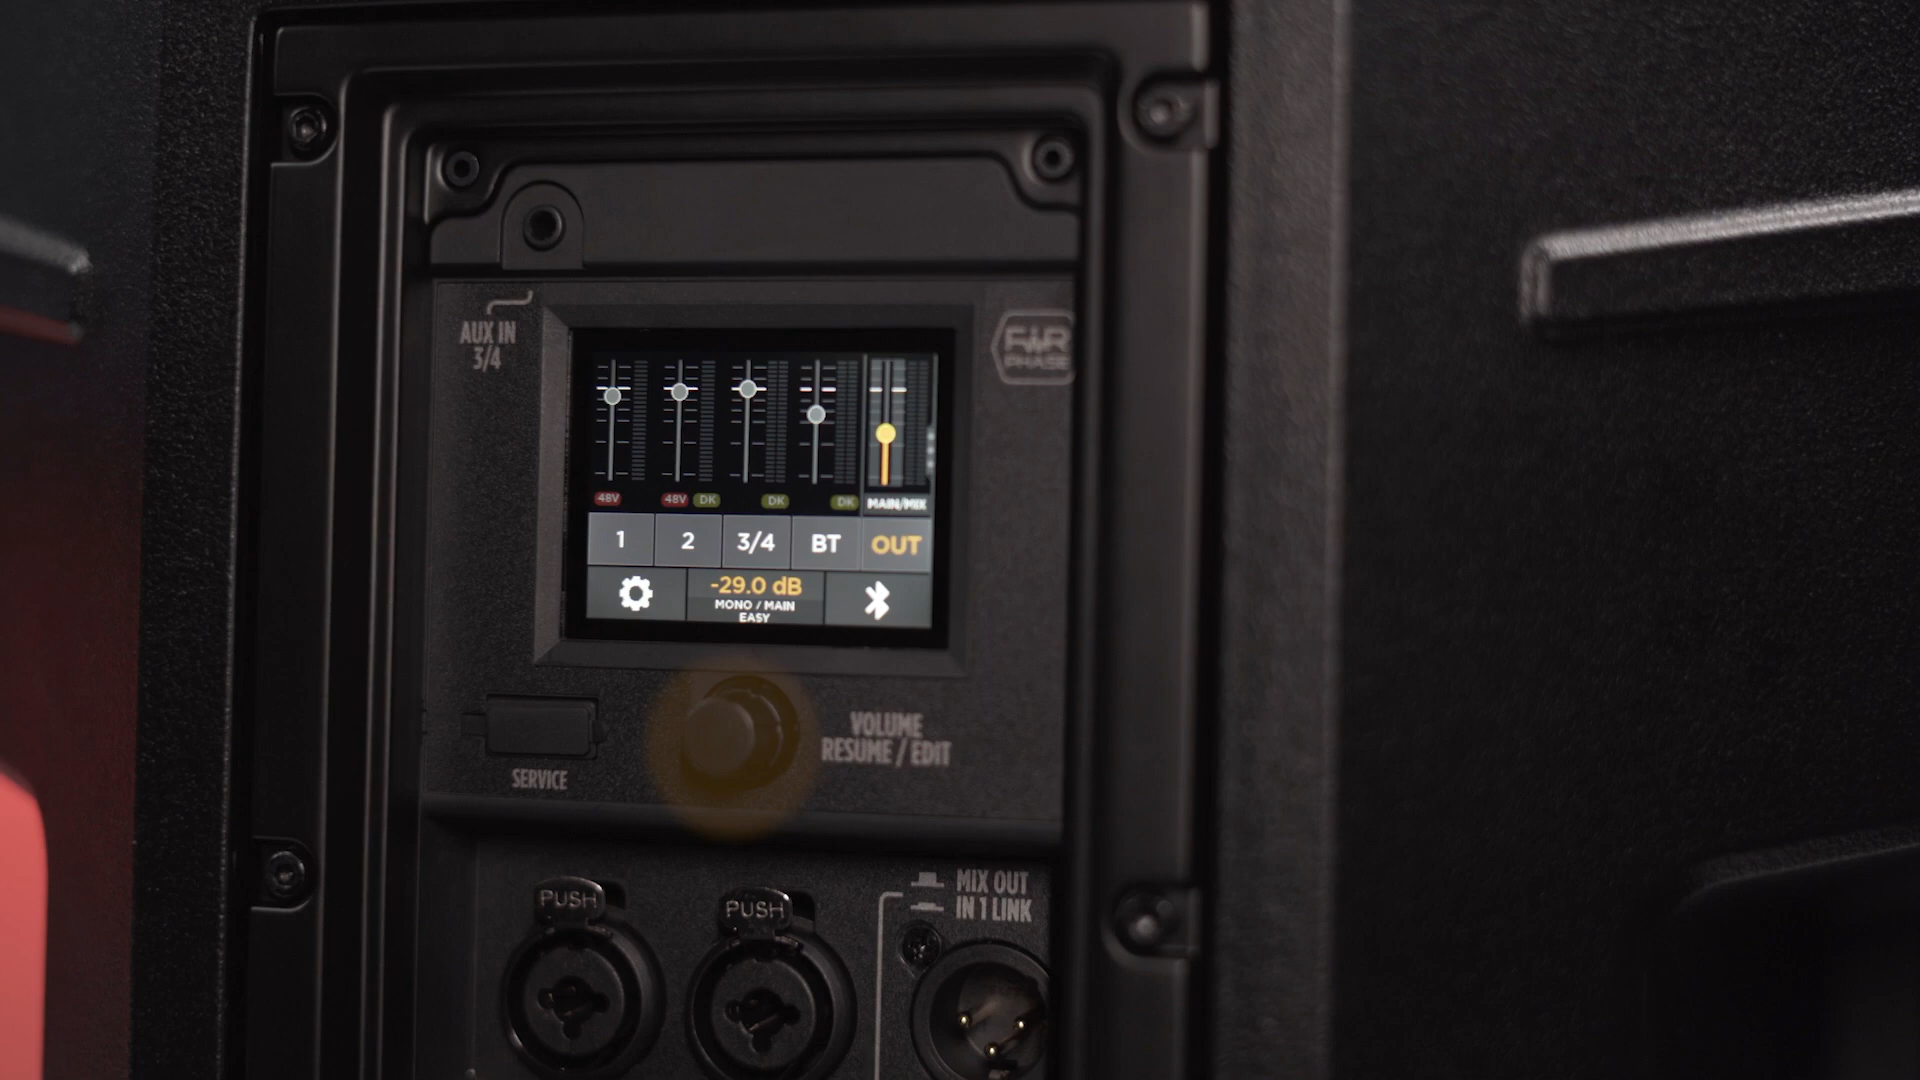 AUX IN
3/4
FiR
PHASE
48V
48V DK
DK
DK
MAIN/MIX
1
2
3/4
BT
OUT
-29.0 dB
MONO / MAIN
EASY
VOLUME
RESUME / EDIT
SERVICE
PUSH
PUSH
MIX OUT
IN 1 LINK